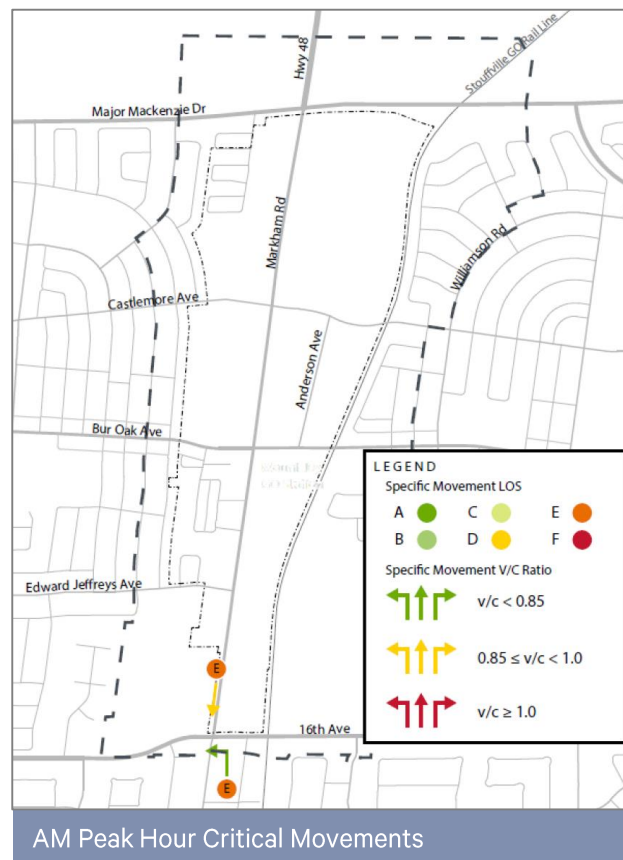 Hwy 48
Stouffville GO Rail Line
Major Mackenzie Dr
Markham Rd
Williamson Rd
Castlemore Ave
Anderson Ave
Bur Oak Ave
LEGEND
Specific Movement LOS
A C E
B D F
Specific Movement V/C Ratio
v/c < 0.85
0.85 ≤ v/c < 1.0
v/c ≥ 1.0
Edward Jeffreys Ave
E
16th Ave
E
AM Peak Hour Critical Movements